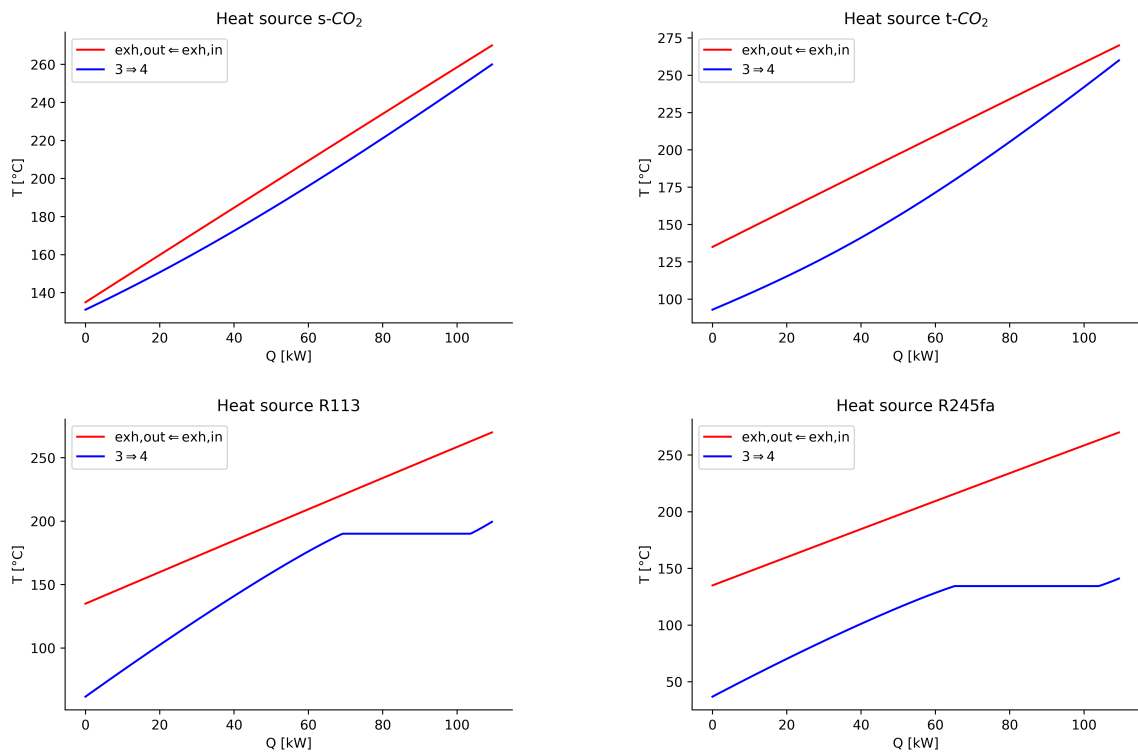 Heat source s-CO₂
exh,out⇐exh,in
3⇒4
260
240
220
200
180
160
140
T [°C]
0 20 40 60 80 100
Q [kW]
Heat source t-CO₂
exh,out⇐exh,in
3⇒4
275
250
225
200
175
150
125
100
T [°C]
0 20 40 60 80 100
Q [kW]
Heat source R113
exh,out⇐exh,in
3⇒4
250
200
150
100
T [°C]
0 20 40 60 80 100
Q [kW]
Heat source R245fa
exh,out⇐exh,in
3⇒4
250
200
150
100
50
T [°C]
0 20 40 60 80 100
Q [kW]